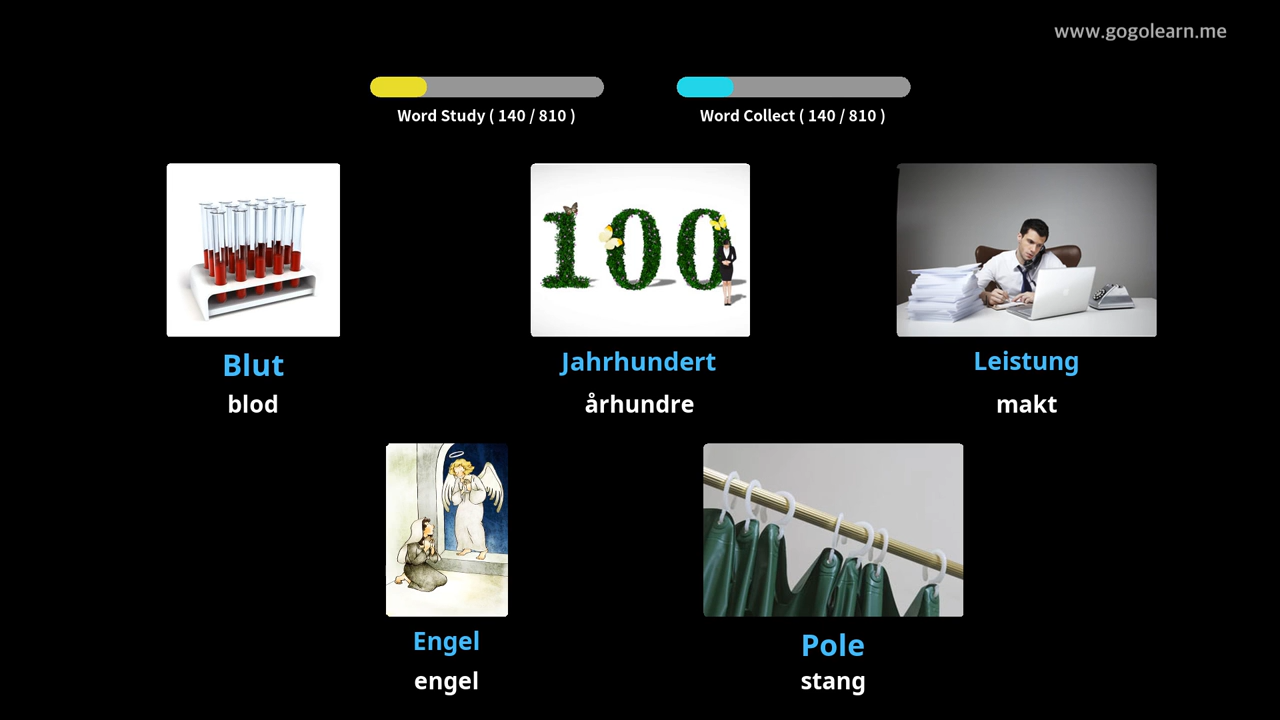 www.gogolearn.me
Word Study ( 140 / 810 )
Word Collect ( 140 / 810 )
100
Blut
blod
Jahrhundert
århundre
Leistung
makt
Engel
engel
Pole
stang